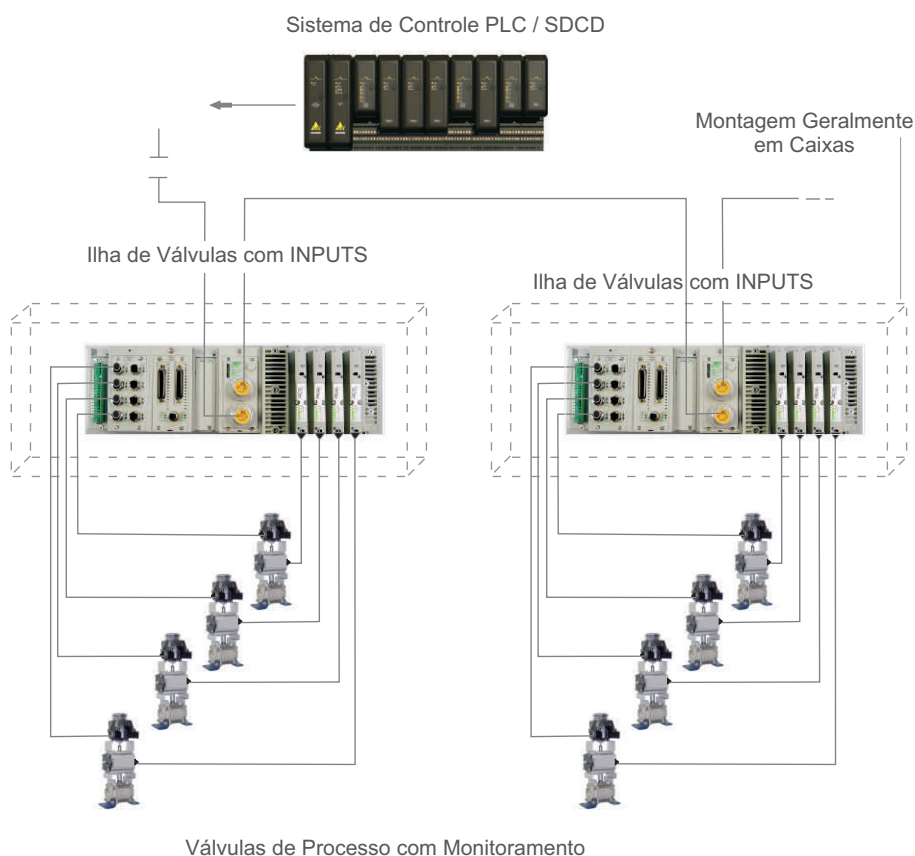 Sistema de Controle PLC / SDCD
Montagem Geralmente
em Caixas
Ilha de Válvulas com INPUTS
Ilha de Válvulas com INPUTS
Válvulas de Processo com Monitoramento